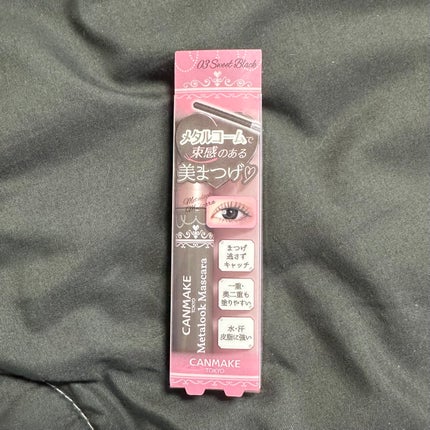 03 Sweet Black
メタルコームで
束感のある
美まつげ♡
CANMAKE
TOKYO
Metalook Mascara
まつげ
逃さず
キャッチ
一重・
奥二重も
塗りやすい
水・汗
皮脂に強い
CANMAKE
TOKYO